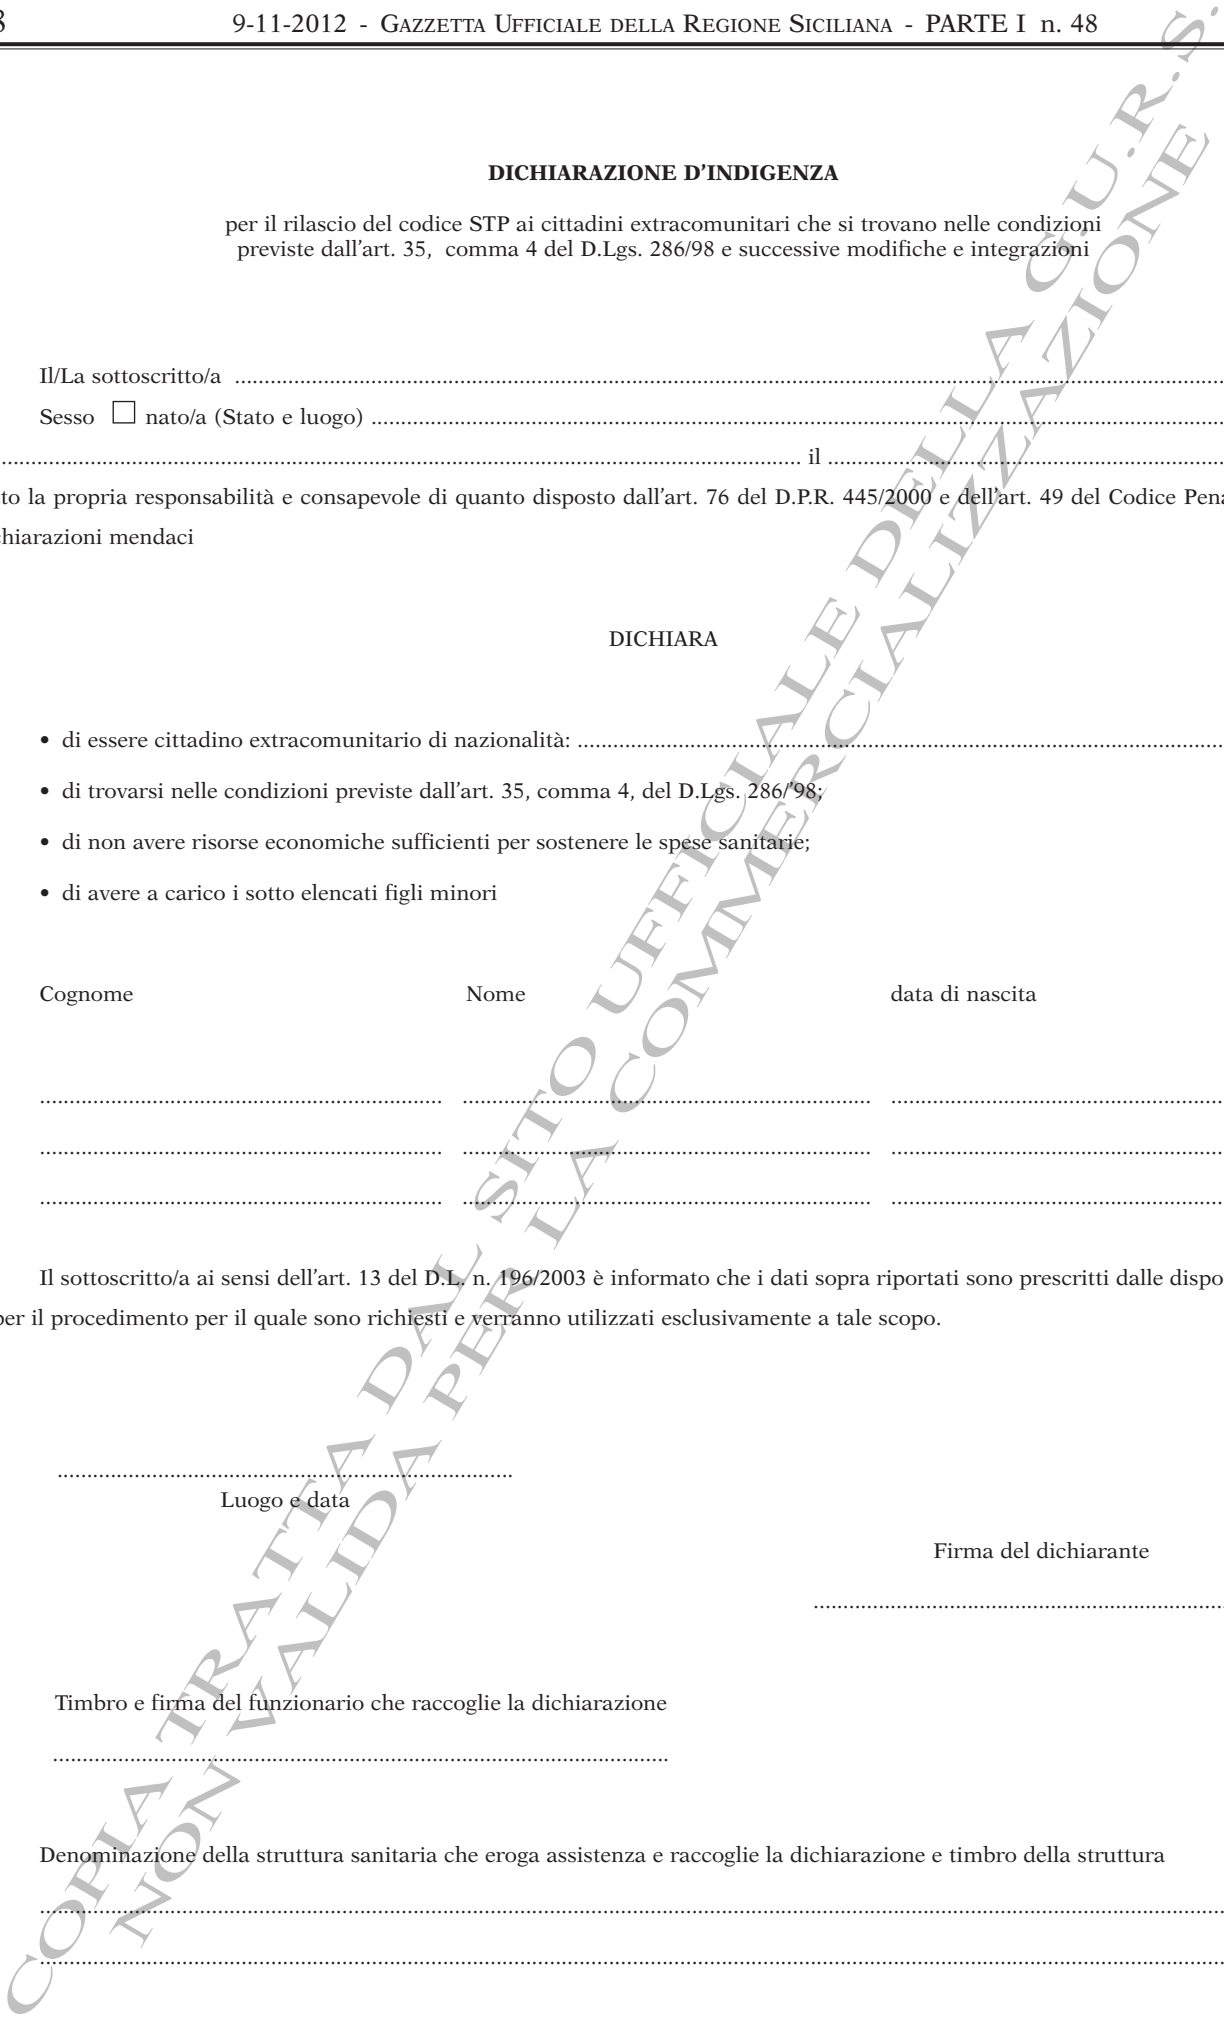 8 9-11-2012 - GAZZETTA UFFICIALE DELLA REGIONE SICILIANA - PARTE I n. 48
DICHIARAZIONE D'INDIGENZA
per il rilascio del codice STP ai cittadini extracomunitari che si trovano nelle condizioni
previste dall'art. 35, comma 4 del D.Lgs. 286/98 e successive modifiche e integrazioni
Il/La sottoscritto/a ........................................
Sesso □ nato/a (Stato e luogo) ........................................
........................................ il ........................................
to la propria responsabilità e consapevole di quanto disposto dall'art. 76 del D.P.R. 445/2000 e dell'art. 49 del Codice Pena
chiarazioni mendaci
DICHIARA
• di essere cittadino extracomunitario di nazionalità: ........................................
• di trovarsi nelle condizioni previste dall'art. 35, comma 4, del D.Lgs. 286/'98;
• di non avere risorse economiche sufficienti per sostenere le spese sanitarie;
• di avere a carico i sotto elencati figli minori
Cognome Nome data di nascita
........................................ ........................................ ........................................
........................................ ........................................ ........................................
........................................ ........................................ ........................................
Il sottoscritto/a ai sensi dell'art. 13 del D.L. n. 196/2003 è informato che i dati sopra riportati sono prescritti dalle dispo
per il procedimento per il quale sono richiesti e verranno utilizzati esclusivamente a tale scopo.
........................................
Luogo e data
Firma del dichiarante
........................................
Timbro e firma del funzionario che raccoglie la dichiarazione
........................................
Denominazione della struttura sanitaria che eroga assistenza e raccoglie la dichiarazione e timbro della struttura
........................................
........................................
COPIA TRATTA DAL SITO UFFICIALE DELLA G.U.R.S.
NON VALIDA PER LA COMMERCIALIZZAZIONE